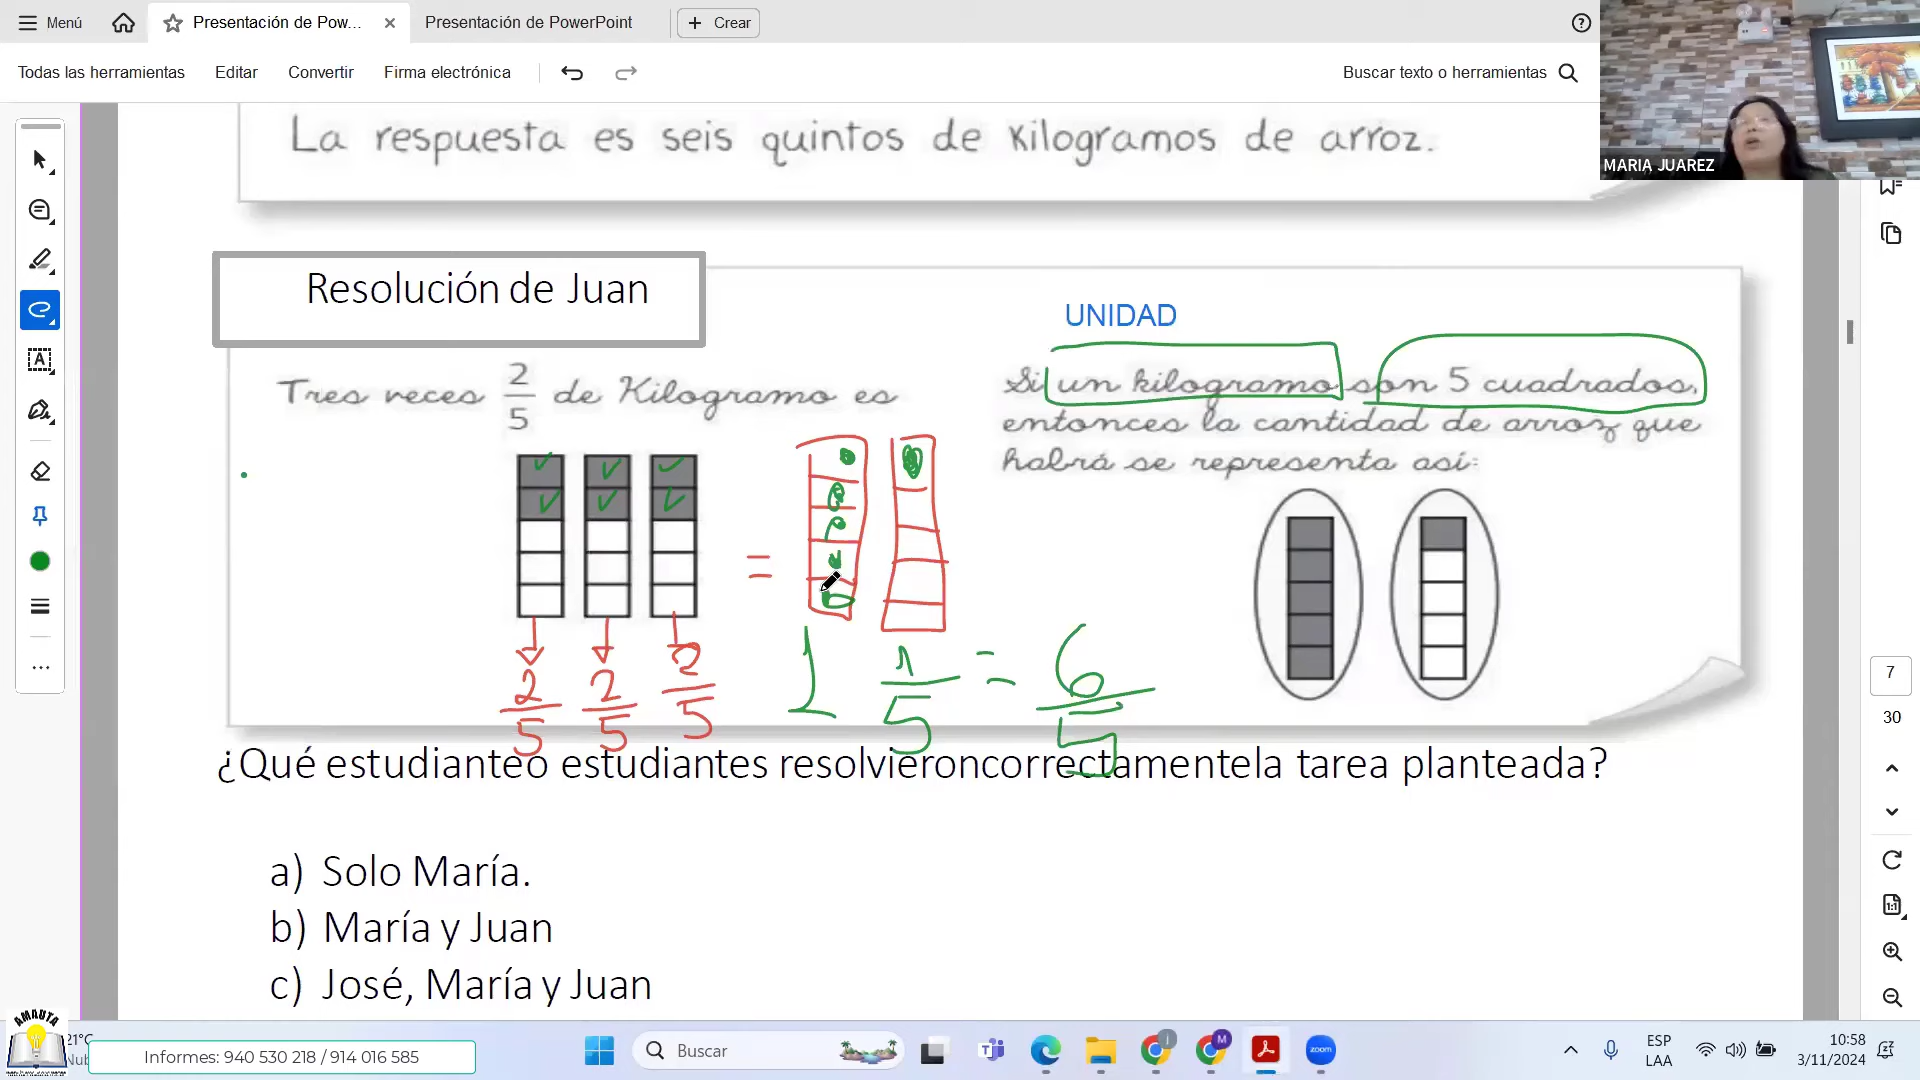 Menú
Presentación de Pow...
Presentación de PowerPoint
Crear
Todas las herramientas
Editar
Convertir
Firma electrónica
Buscar texto o herramientas
MARIA JUAREZ
La respuesta es seis quintos de kilogramos de arroz.
Resolución de Juan
UNIDAD
Tres veces 2/5 de Kilogramo es
Si un kilogramo son 5 cuadrados,
entonces la cantidad de arroz que
habrá se representa así:
=
2/5 2/5 2/5
1 1/5 = 6/5
¿Qué estudianteo estudiantes resolvieroncorrectamentela tarea planteada?
a) Solo María.
b) María y Juan
c) José, María y Juan
7
30
AMAUTA
21°C
Informes: 940 530 218 / 914 016 585
Buscar
zoom
ESP
LAA
10:58
3/11/2024